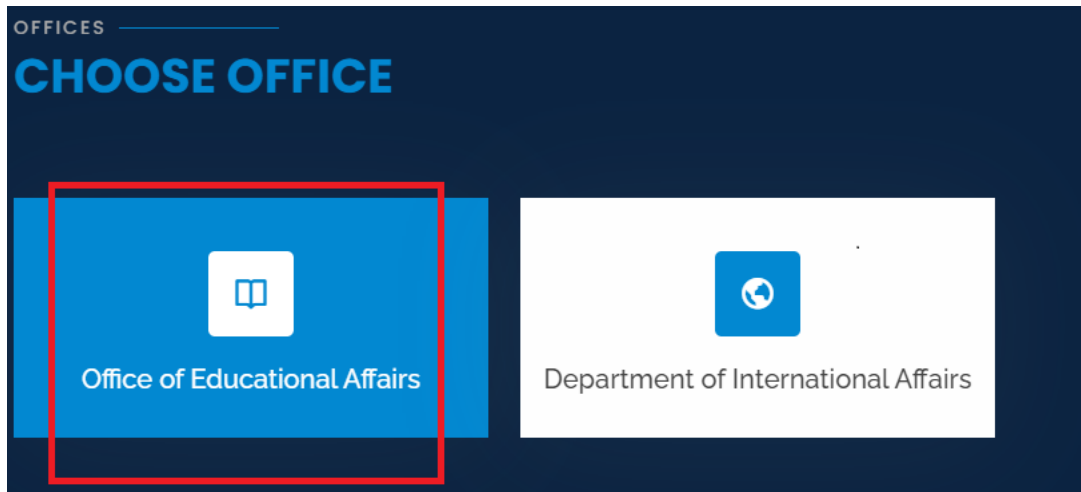 OFFICES
CHOOSE OFFICE
Office of Educational Affairs
Department of International Affairs